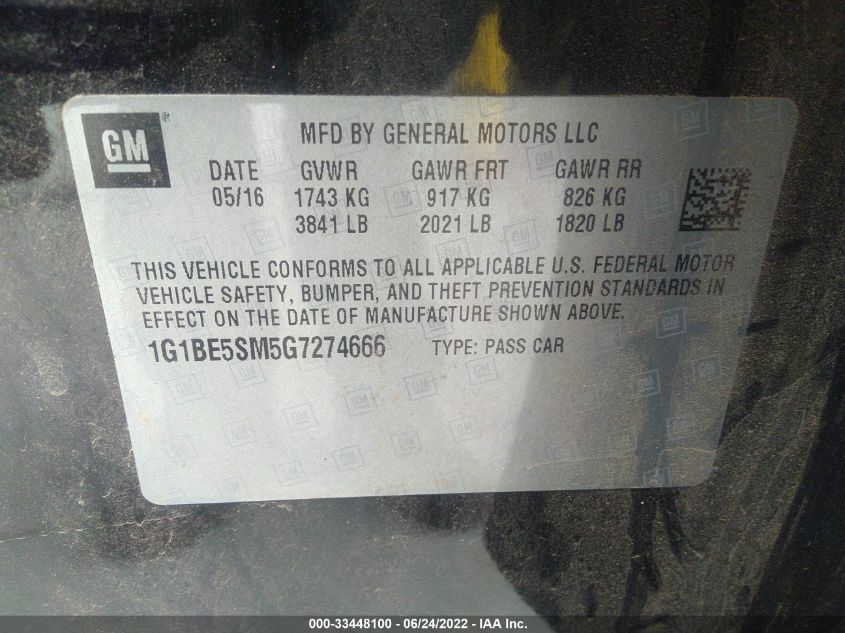 GM ®
MFD BY GENERAL MOTORS LLC
DATE GVWR GAWR FRT GAWR RR
05/16 1743 KG 917 KG 826 KG
3841 LB 2021 LB 1820 LB
THIS VEHICLE CONFORMS TO ALL APPLICABLE U.S. FEDERAL MOTOR
VEHICLE SAFETY, BUMPER, AND THEFT PREVENTION STANDARDS IN
EFFECT ON THE DATE OF MANUFACTURE SHOWN ABOVE.
1G1BE5SM5G7274666 TYPE: PASS CAR
000-33448100 - 06/24/2022 - IAA Inc.